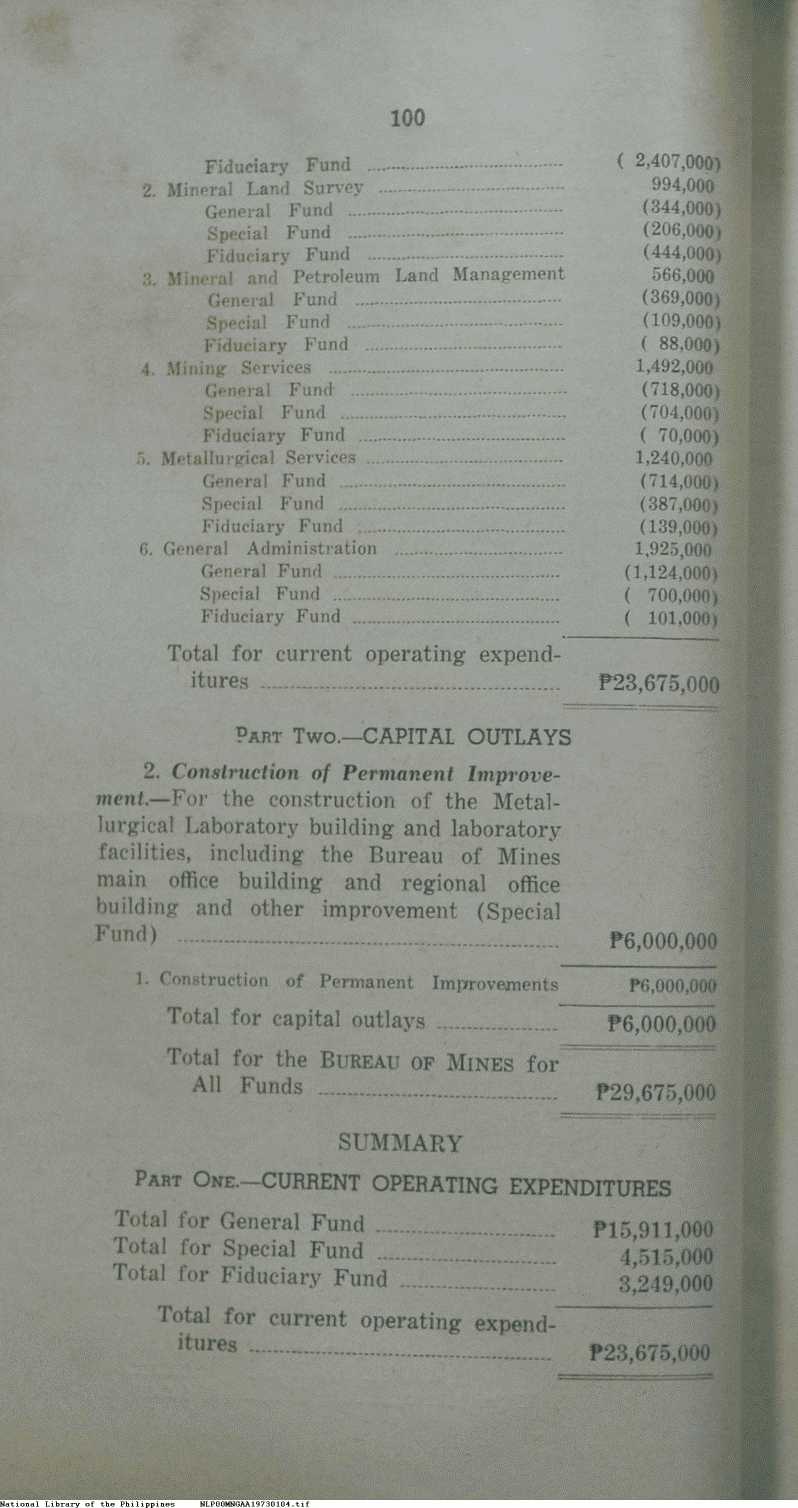 100
Fiduciary Fund ................ ( 2,407,000)
2. Mineral Land Survey ................ 994,000
General Fund ................ (344,000)
Special Fund ................ (206,000)
Fiduciary Fund ................ (444,000)
3. Mineral and Petroleum Land Management 566,000
General Fund ................ (369,000)
Special Fund ................ (109,000)
Fiduciary Fund ................ ( 88,000)
4. Mining Services ................ 1,492,000
General Fund ................ (718,000)
Special Fund ................ (704,000)
Fiduciary Fund ................ ( 70,000)
5. Metallurgical Services ................ 1,240,000
General Fund ................ (714,000)
Special Fund ................ (387,000)
Fiduciary Fund ................ (139,000)
6. General Administration ................ 1,925,000
General Fund ................ (1,124,000)
Special Fund ................ ( 700,000)
Fiduciary Fund ................ ( 101,000)
Total for current operating expend-
itures ................ ₱23,675,000
PART TWO.—CAPITAL OUTLAYS
2. Construction of Permanent Improve-
ment.—For the construction of the Metal-
lurgical Laboratory building and laboratory
facilities, including the Bureau of Mines
main office building and regional office
building and other improvement (Special
Fund) ................ ₱6,000,000
1. Construction of Permanent Improvements ₱6,000,000
Total for capital outlays ................ ₱6,000,000
Total for the BUREAU OF MINES for
All Funds ................ ₱29,675,000
SUMMARY
PART ONE.—CURRENT OPERATING EXPENDITURES
Total for General Fund ................ ₱15,911,000
Total for Special Fund ................ 4,515,000
Total for Fiduciary Fund ................ 3,249,000
Total for current operating expend-
itures ................ ₱23,675,000
National Library of the Philippines NLP00MNGAA19730104.tif